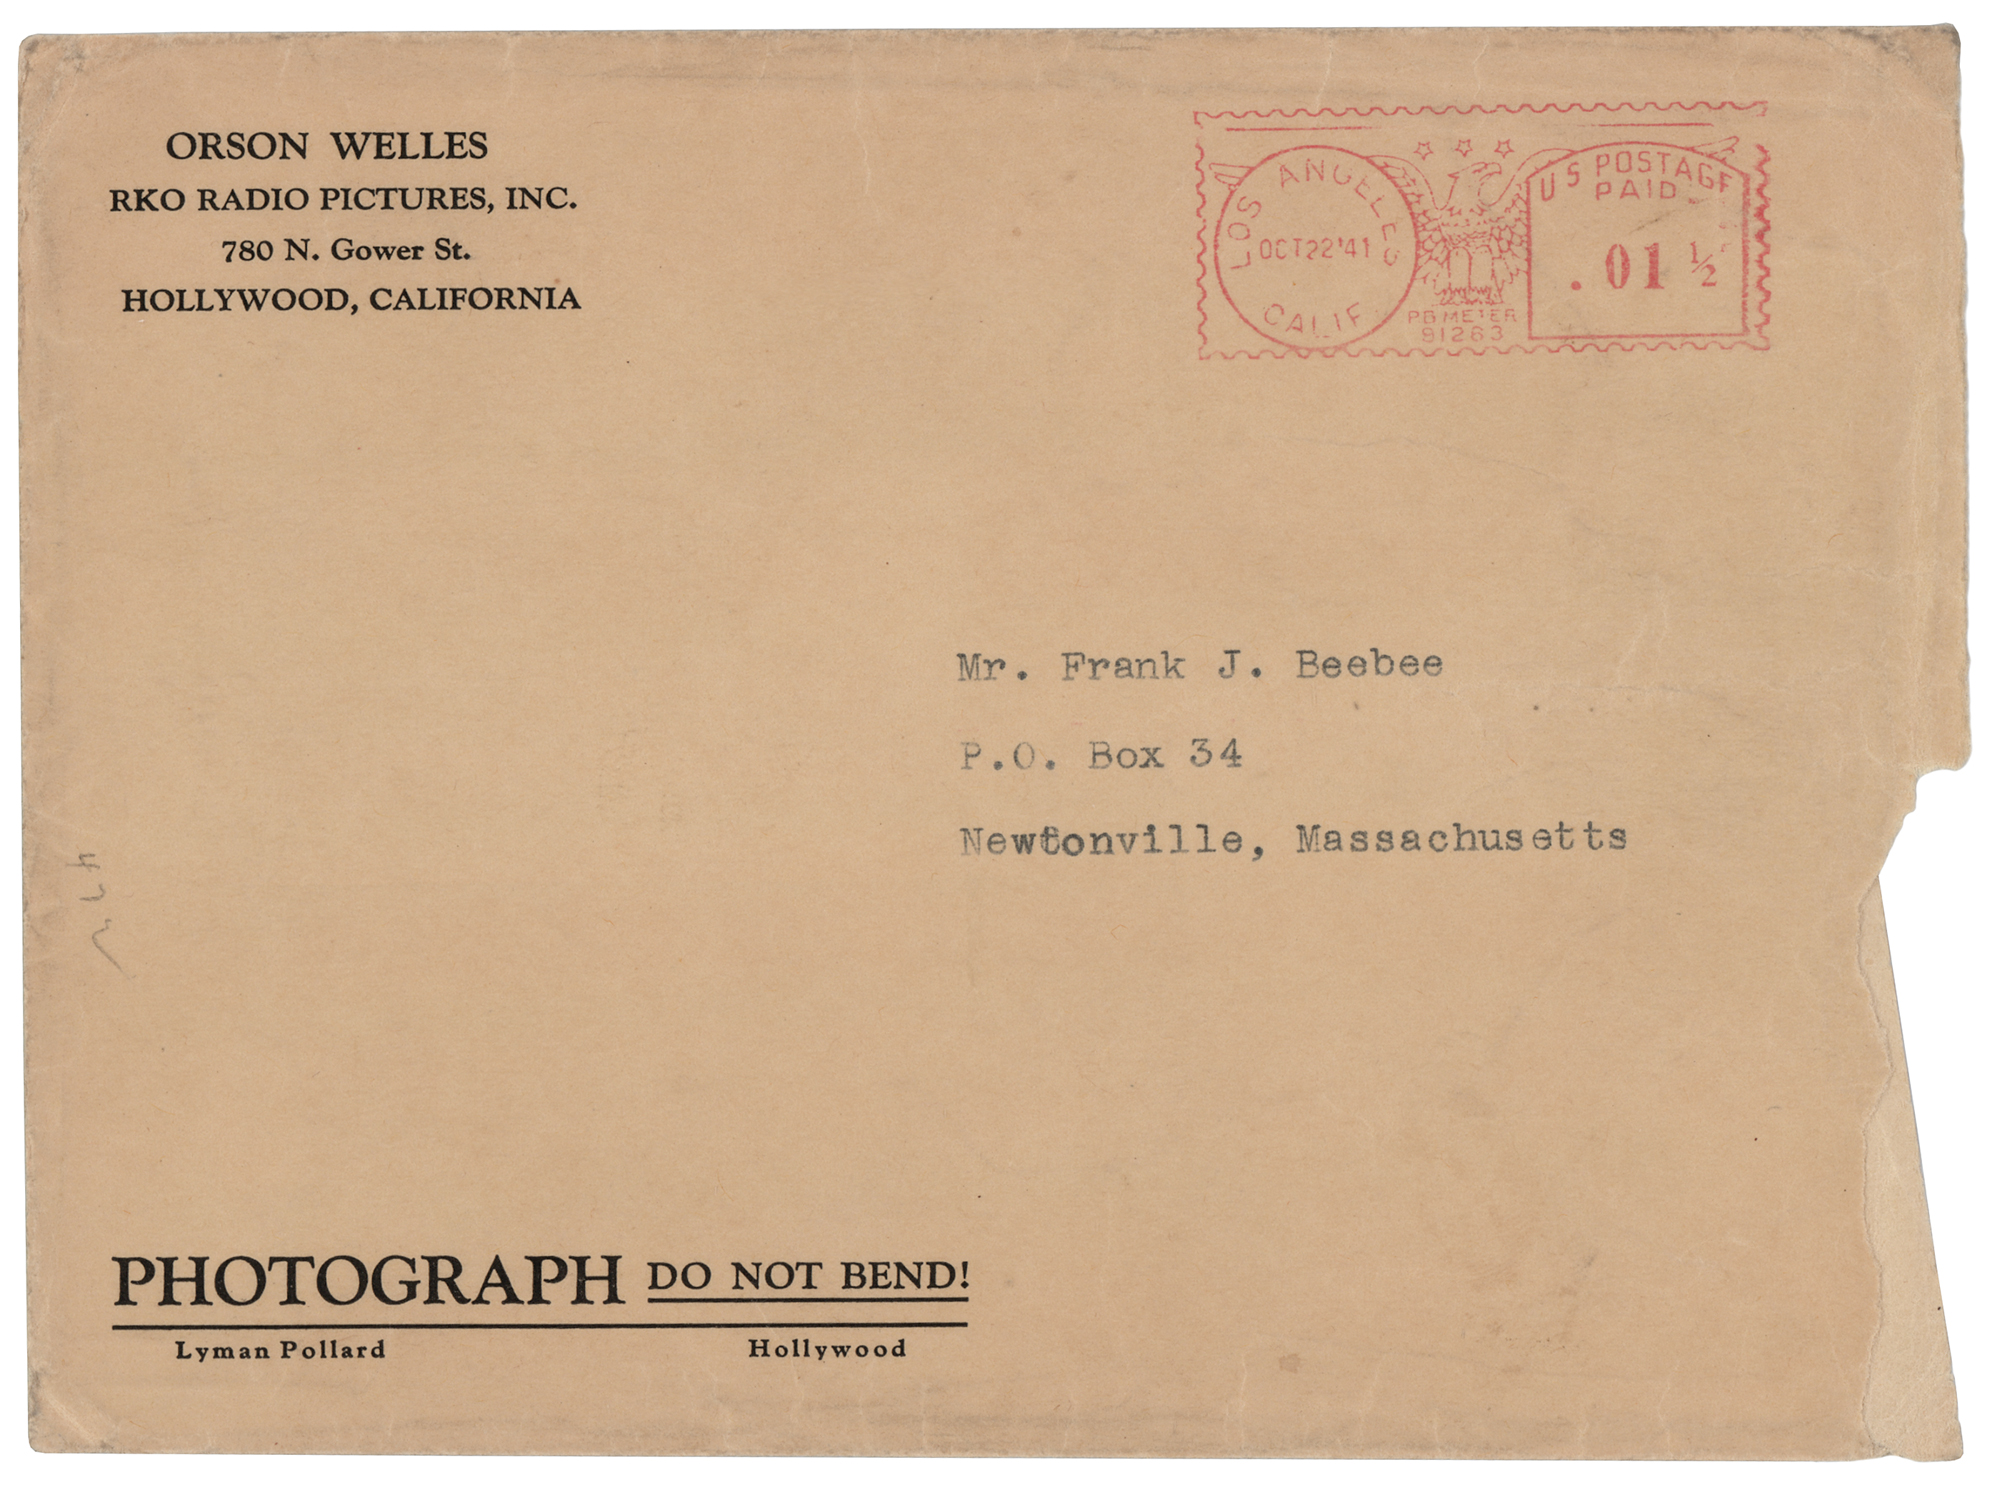 ORSON WELLES
RKO RADIO PICTURES, INC.
780 N. Gower St.
HOLLYWOOD, CALIFORNIA
LOS ANGELES
OCT22'41
CALIF
PB METER
91263
US POSTAGE
PAID
.01 1/2
Mr. Frank J. Beebee
P.O. Box 34
Newtonville, Massachusetts
PHOTOGRAPH DO NOT BEND!
Lyman Pollard Hollywood